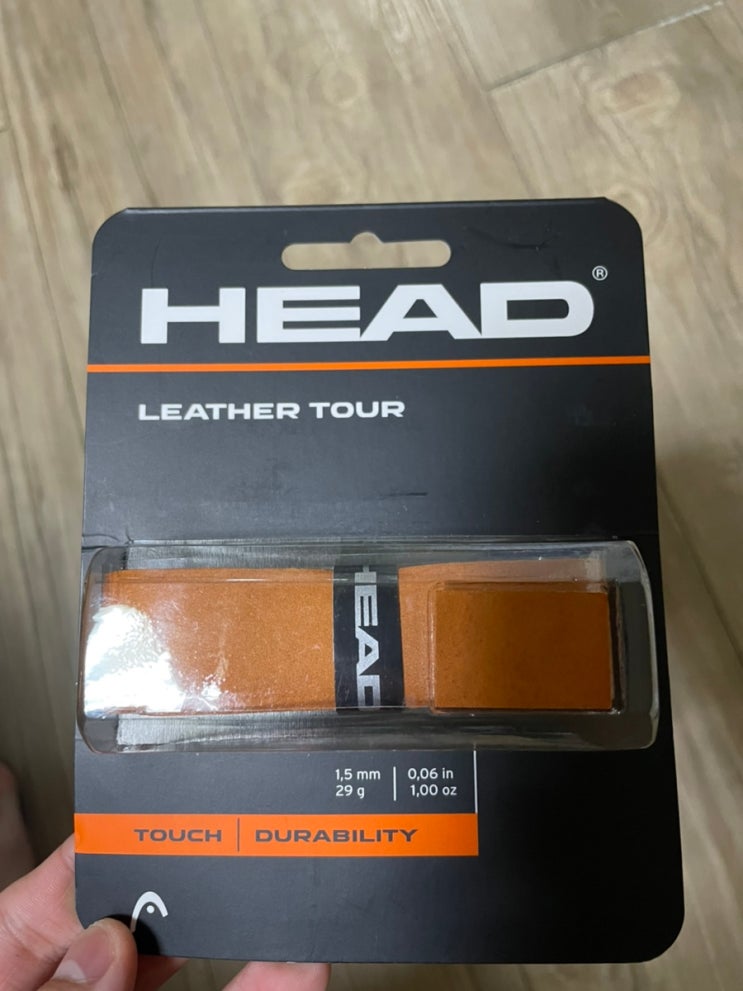 HEAD®
LEATHER TOUR
HEAD
1,5 mm | 0,06 in
29 g | 1,00 oz
TOUCH | DURABILITY